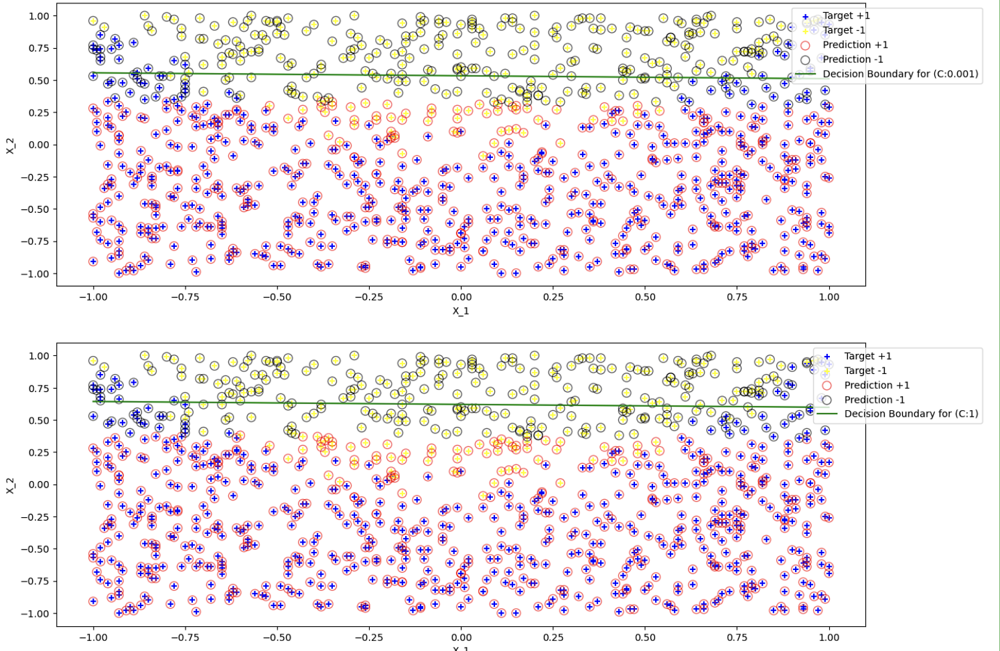 1.00
0.75
0.50
0.25
0.00
−0.25
−0.50
−0.75
−1.00
X_2
Target +1
Target -1
Prediction +1
Prediction -1
Decision Boundary for (C:0.001)
−1.00 −0.75 −0.50 −0.25 0.00 0.25 0.50 0.75 1.00
X_1
1.00
0.75
0.50
0.25
0.00
−0.25
−0.50
−0.75
−1.00
X_2
Target +1
Target -1
Prediction +1
Prediction -1
Decision Boundary for (C:1)
−1.00 −0.75 −0.50 −0.25 0.00 0.25 0.50 0.75 1.00
X_1